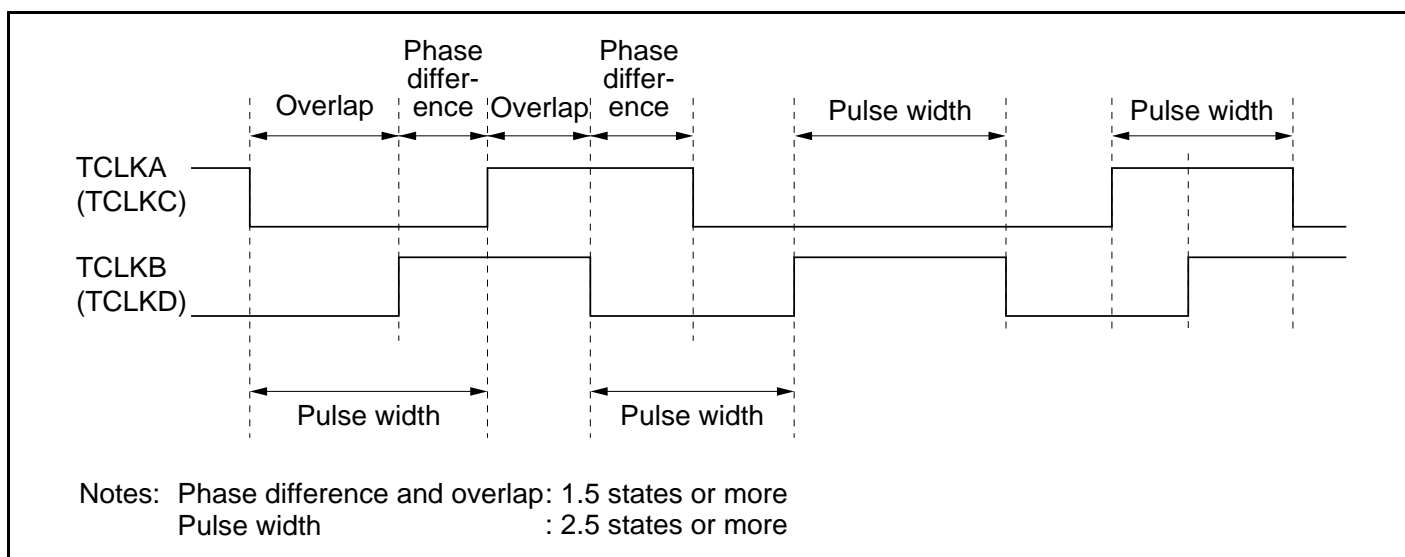 Phase
differ-
ence
Phase
differ-
ence
Overlap
Overlap
Pulse width
Pulse width
TCLKA
(TCLKC)
TCLKB
(TCLKD)
Pulse width
Pulse width
Notes: Phase difference and overlap: 1.5 states or more
Pulse width : 2.5 states or more